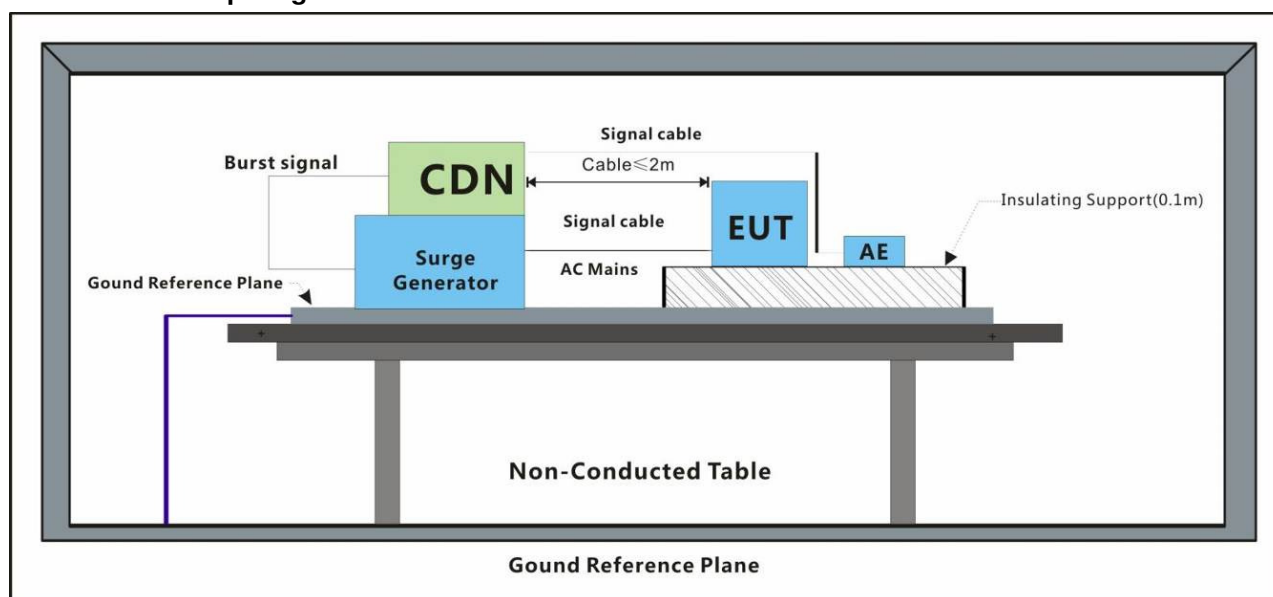 Signal cable
Burst signal
CDN
Cable≤2m
Insulating Support(0.1m)
Signal cable
EUT
AE
Surge
Generator
AC Mains
Gound Reference Plane
Non-Conducted Table
Gound Reference Plane